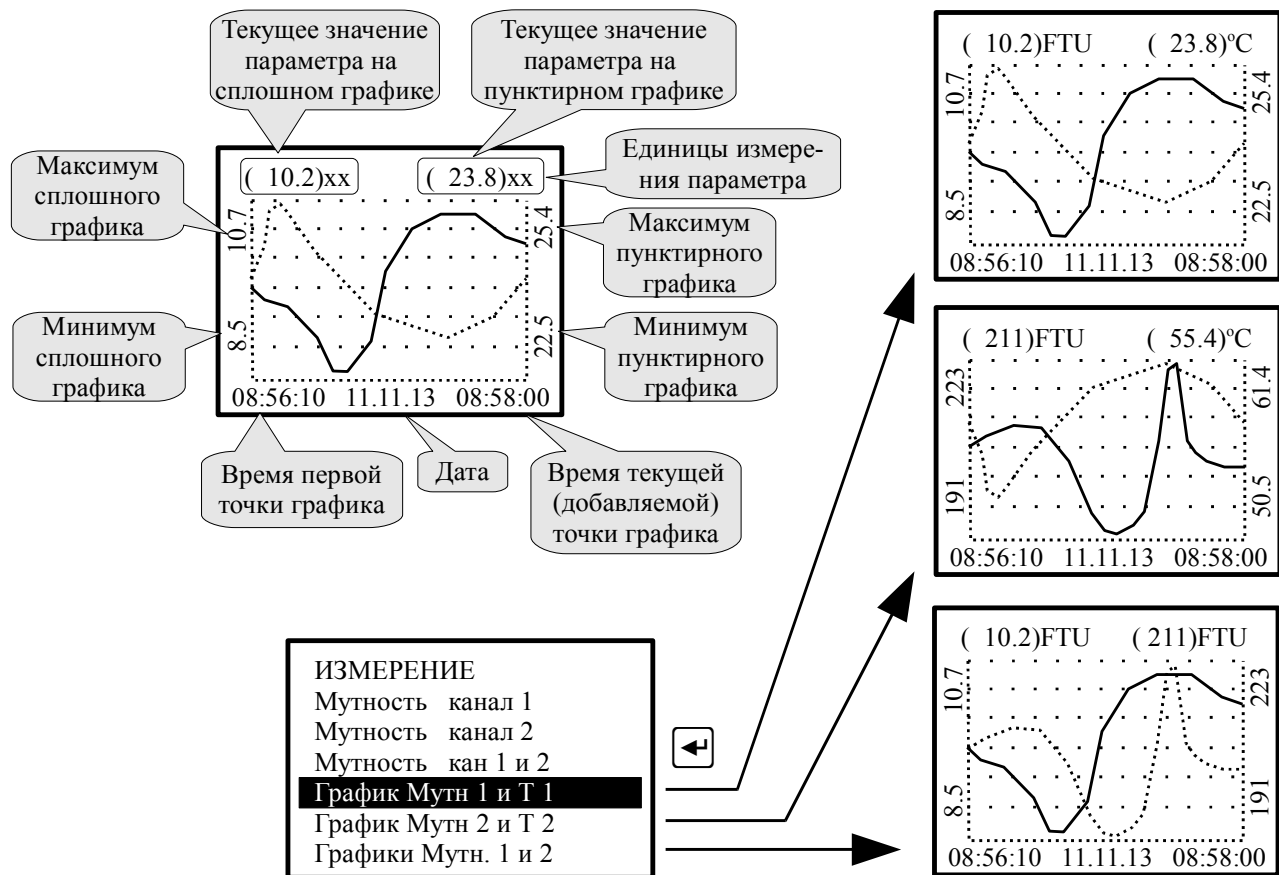 Текущее значение
параметра на
сплошном графике
Текущее значение
параметра на
пунктирном графике
Максимум
сплошного
графика
Единицы измере-
ния параметра
( 10.2)xx
( 23.8)xx
10.7
25.4
Максимум
пунктирного
графика
Минимум
сплошного
графика
8.5
22.5
Минимум
пунктирного
графика
08:56:10 11.11.13 08:58:00
Время первой
точки графика
Дата
Время текущей
(добавляемой)
точки графика
ИЗМЕРЕНИЕ
Мутность канал 1
Мутность канал 2
Мутность кан 1 и 2
График Мутн 1 и Т 1
График Мутн 2 и Т 2
Графики Мутн. 1 и 2
( 10.2)FTU ( 23.8)°C
10.7
25.4
8.5
22.5
08:56:10 11.11.13 08:58:00
( 211)FTU ( 55.4)°C
223
61.4
191
50.5
08:56:10 11.11.13 08:58:00
( 10.2)FTU ( 211)FTU
10.7
223
8.5
191
08:56:10 11.11.13 08:58:00